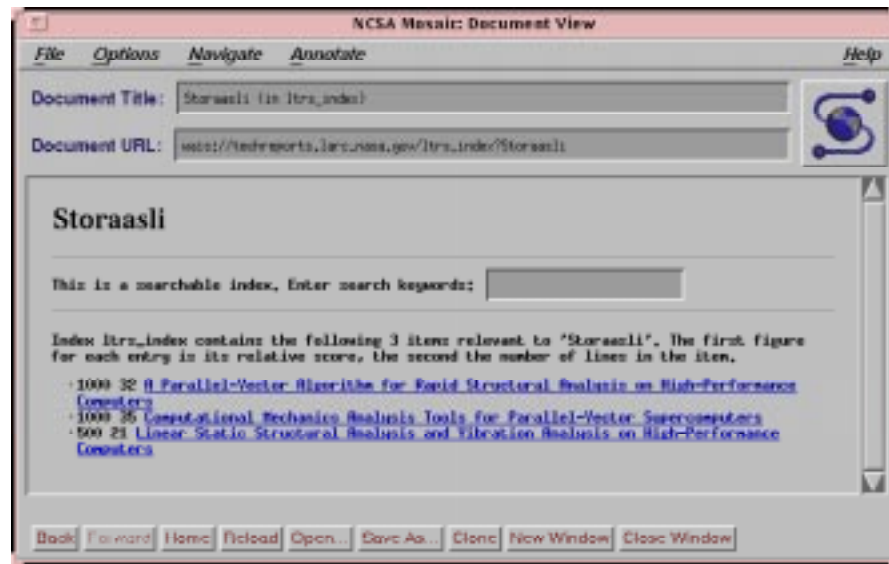 NCSA Mosaic: Document View
File Options Navigate Annotate Help
Document Title: Storaasli (in ltrs_index)
Document URL: wais://techreports.larc.nasa.gov/ltrs_index?Storaasli
Storaasli
This is a searchable index. Enter search keywords:
Index ltrs_index contains the following 3 items relevant to 'Storaasli'. The first figure
for each entry is its relative score, the second the number of lines in the item.
1000 32 A Parallel-Vector Algorithm for Rapid Structural Analysis on High-Performance
Computers
1000 35 Computational Mechanics Analysis Tools for Parallel-Vector Supercomputers
500 21 Linear Static Structural Analysis and Vibration Analysis on High-Performance
Computers
Back Forward Home Reload Open... Save As... Clone New Window Close Window